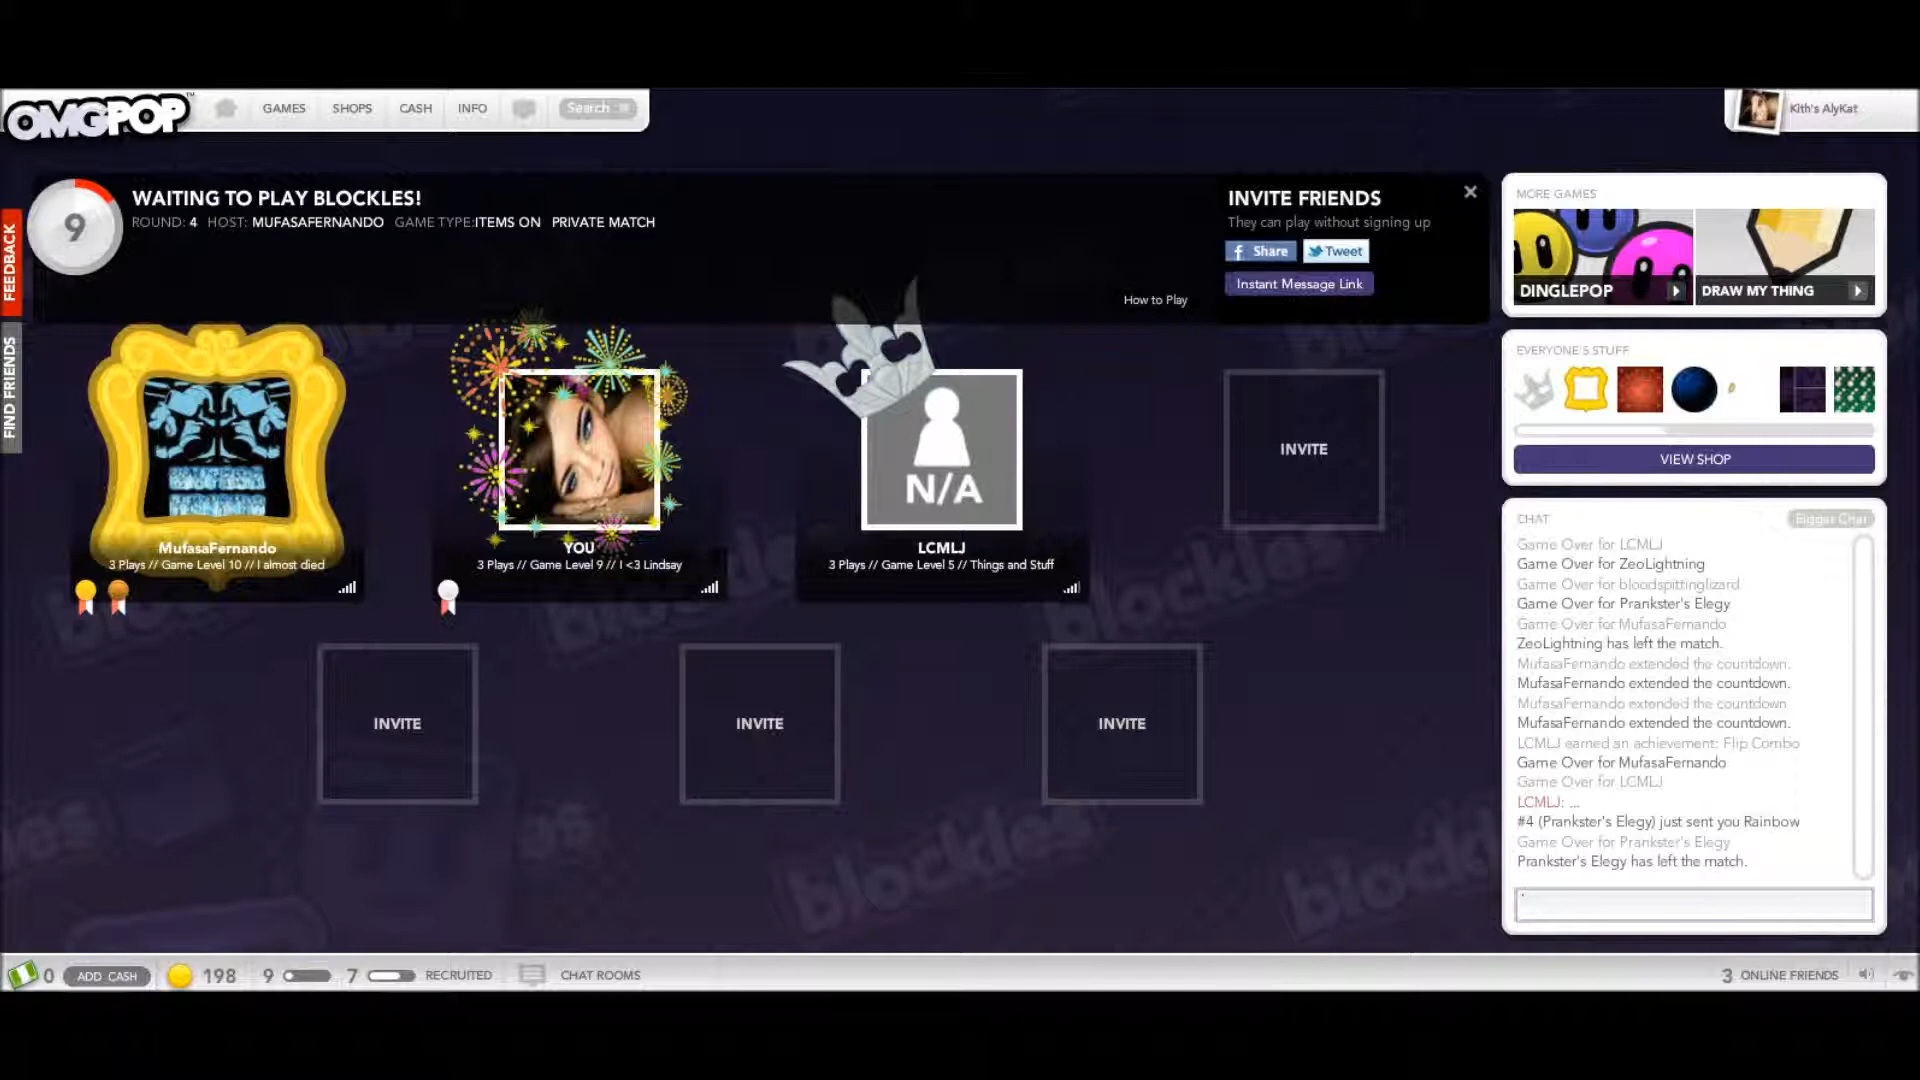 OMGPOP™
GAMES SHOPS CASH INFO Search
Kith's AlyKat
FEEDBACK
FIND FRIENDS
9
WAITING TO PLAY BLOCKLES!
ROUND: 4 HOST: MUFASAFERNANDO GAME TYPE:ITEMS ON PRIVATE MATCH
How to Play
INVITE FRIENDS
They can play without signing up
Share Tweet
Instant Message Link
MufasaFernando
3 Plays // Game Level 10 // I almost died
YOU
3 Plays // Game Level 9 // I <3 Lindsay
N/A
LCMLJ
3 Plays // Game Level 5 // Things and Stuff
INVITE
INVITE
INVITE
INVITE
blockles
blockles
MORE GAMES
DINGLEPOP
DRAW MY THING
EVERYONE'S STUFF
VIEW SHOP
CHAT
Bigger Chat
Game Over for LCMLJ
Game Over for ZeoLightning
Game Over for bloodspittinglizard
Game Over for Prankster's Elegy
Game Over for MufasaFernando
ZeoLightning has left the match.
MufasaFernando extended the countdown.
MufasaFernando extended the countdown.
MufasaFernando extended the countdown
MufasaFernando extended the countdown.
LCMLJ earned an achievement: Flip Combo
Game Over for MufasaFernando
Game Over for LCMLJ
LCMLJ: ...
#4 (Prankster's Elegy) just sent you Rainbow
Game Over for Prankster's Elegy
Prankster's Elegy has left the match.
0 ADD CASH 198 9 7 RECRUITED CHAT ROOMS
3 ONLINE FRIENDS